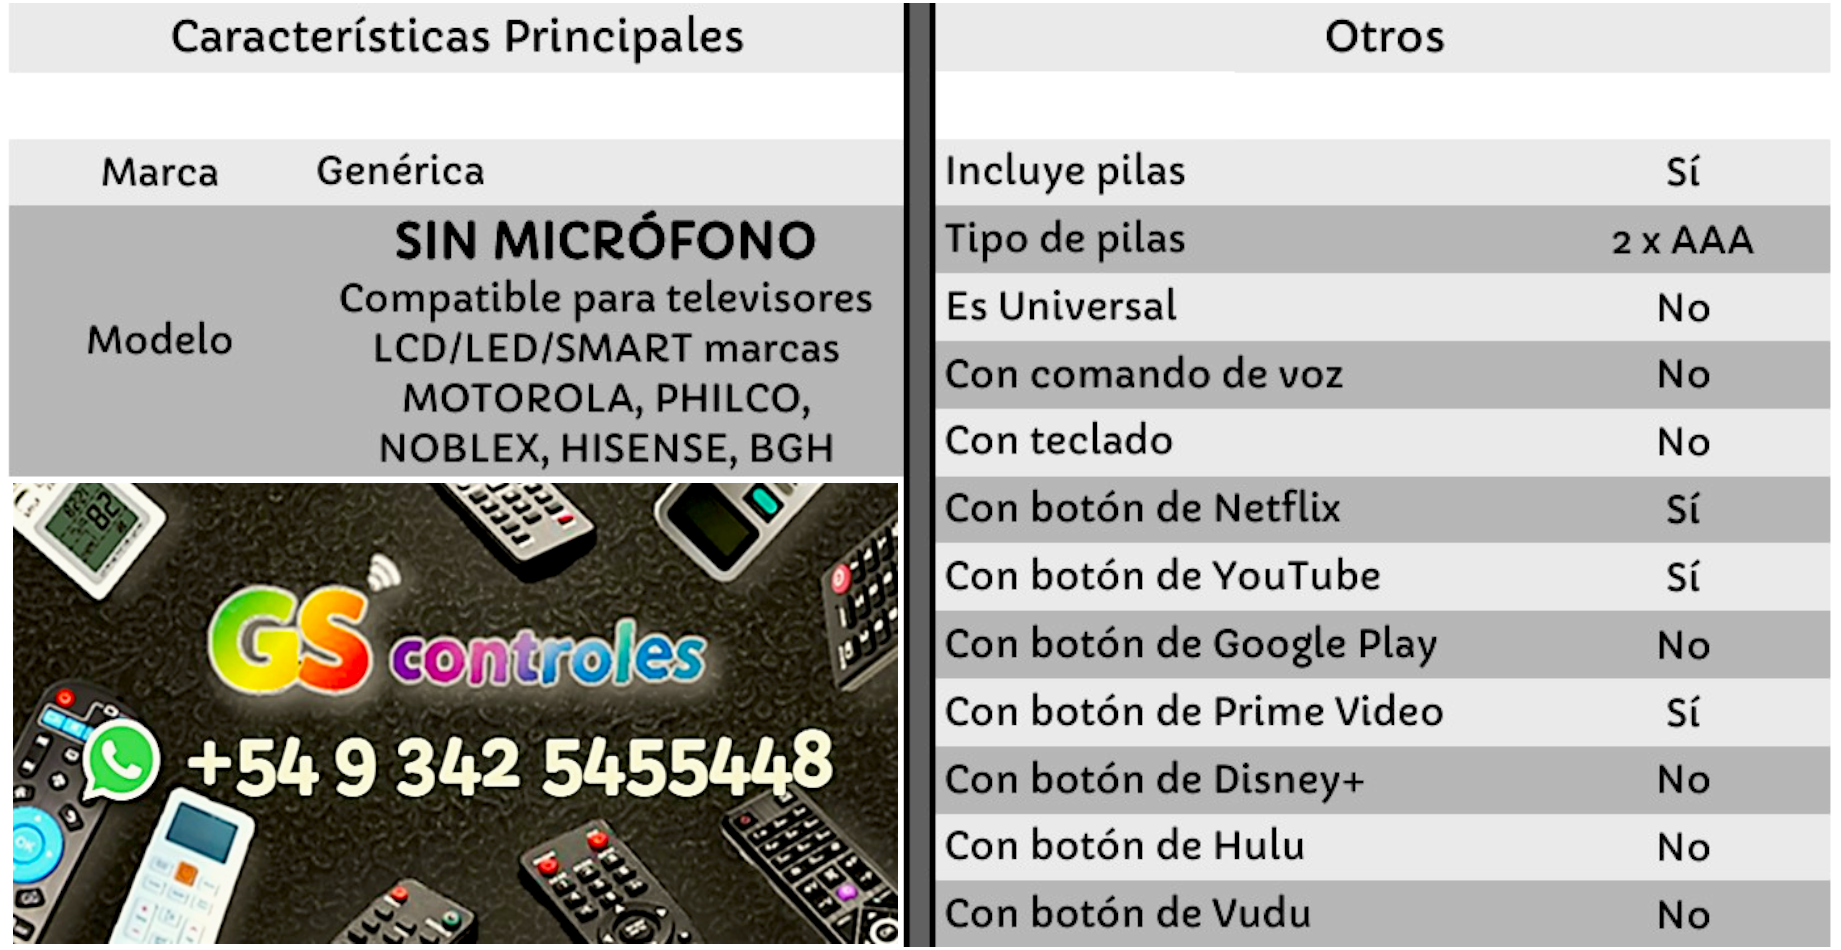 Características Principales
Marca Genérica
Modelo
SIN MICRÓFONO
Compatible para televisores
LCD/LED/SMART marcas
MOTOROLA, PHILCO,
NOBLEX, HISENSE, BGH
GS controles
+54 9 342 5455448
Otros
Incluye pilas Sí
Tipo de pilas 2 x AAA
Es Universal No
Con comando de voz No
Con teclado No
Con botón de Netflix Sí
Con botón de YouTube Sí
Con botón de Google Play No
Con botón de Prime Video Sí
Con botón de Disney+ No
Con botón de Hulu No
Con botón de Vudu No